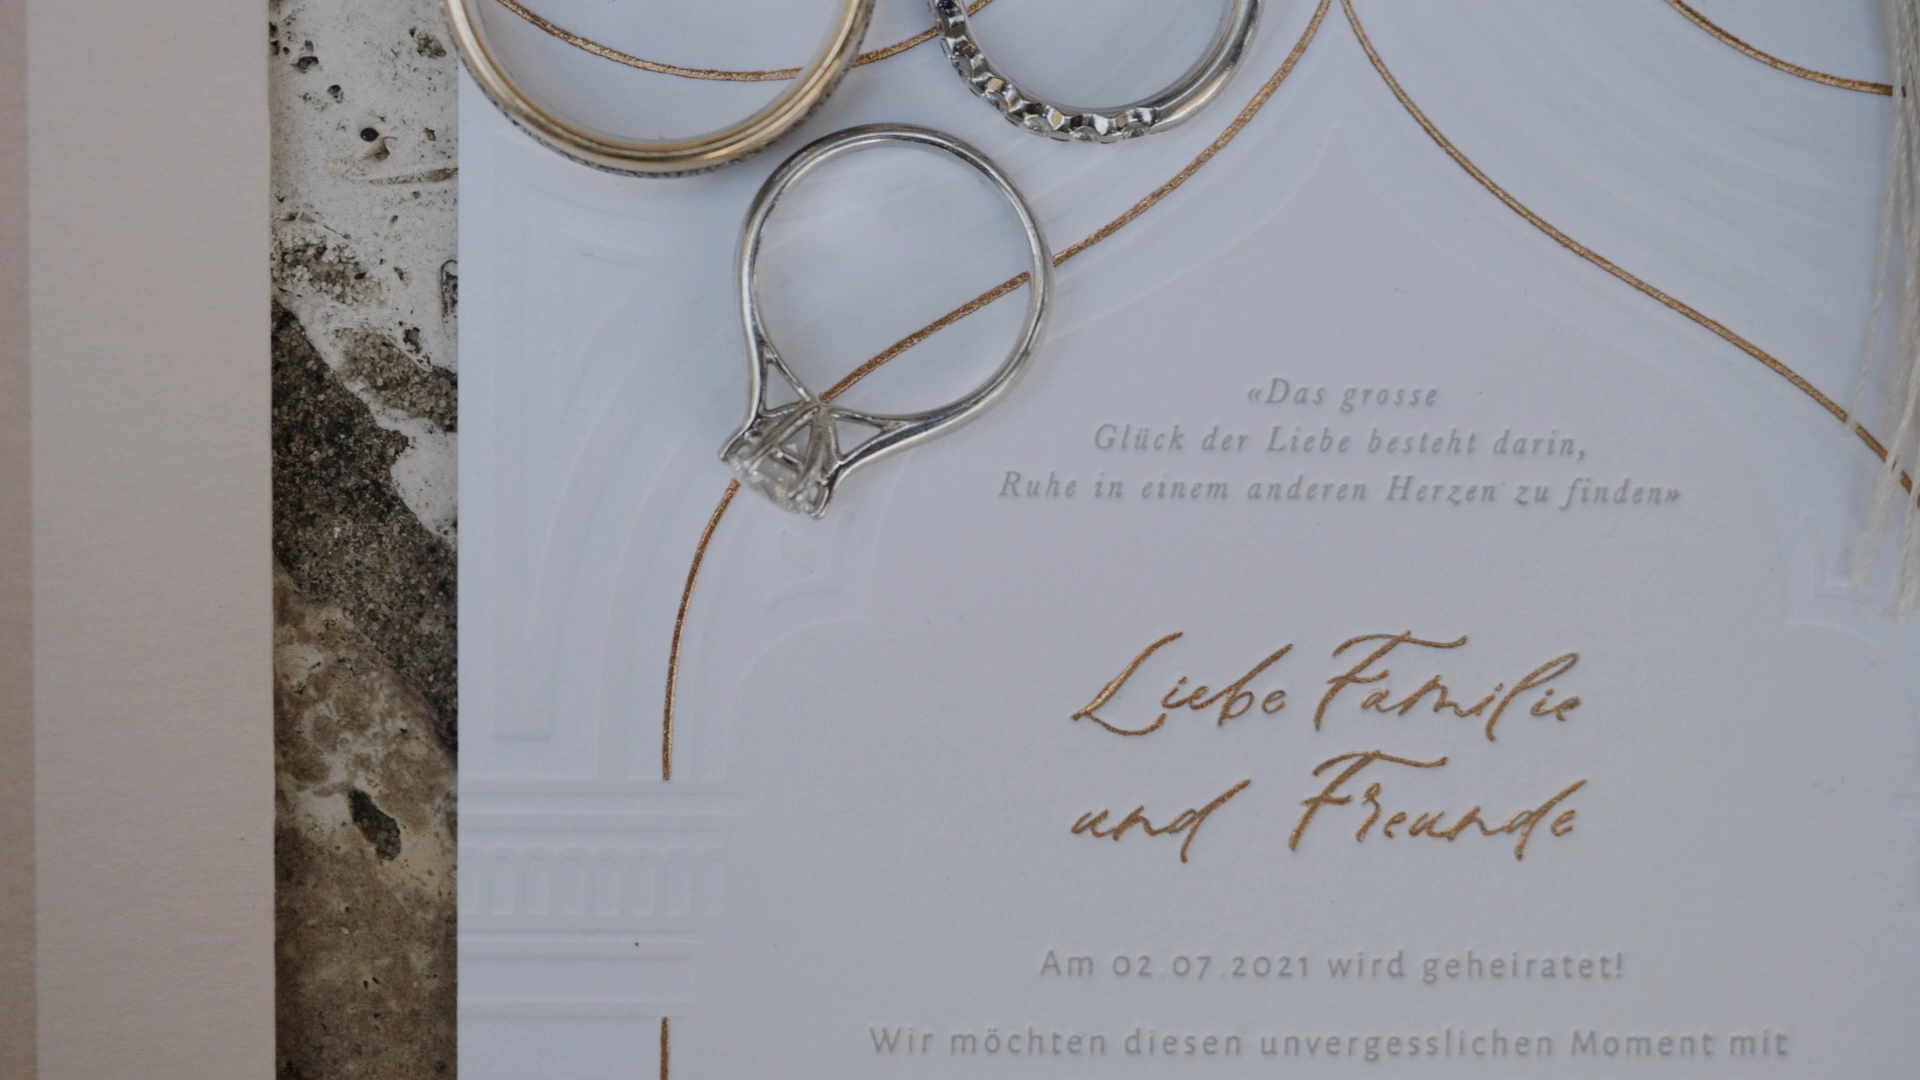 «Das grosse
Glück der Liebe besteht darin,
Ruhe in einem anderen Herzen zu finden»
Liebe Familie
und Freunde
Am 02.07.2021 wird geheiratet!
Wir möchten diesen unvergesslichen Moment mit